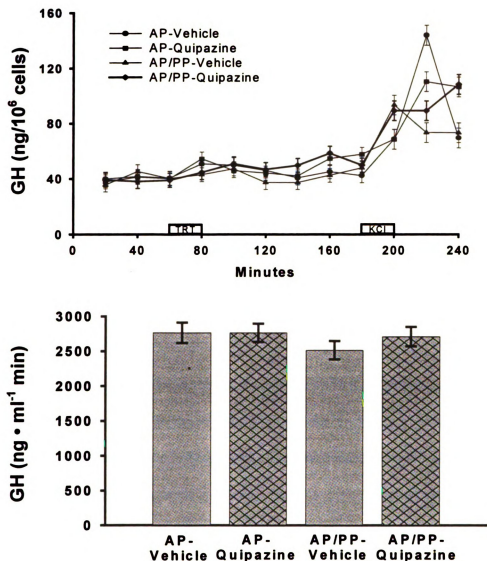 160
120
80
40
0
GH (ng/10⁶ cells)
AP-Vehicle
AP-Quipazine
AP/PP-Vehicle
AP/PP-Quipazine
TRT
KCl
0 40 80 120 160 200 240
Minutes
3000
2500
2000
1500
1000
500
0
GH (ng • ml⁻¹ min)
AP- AP- AP/PP- AP/PP-
Vehicle Quipazine Vehicle Quipazine